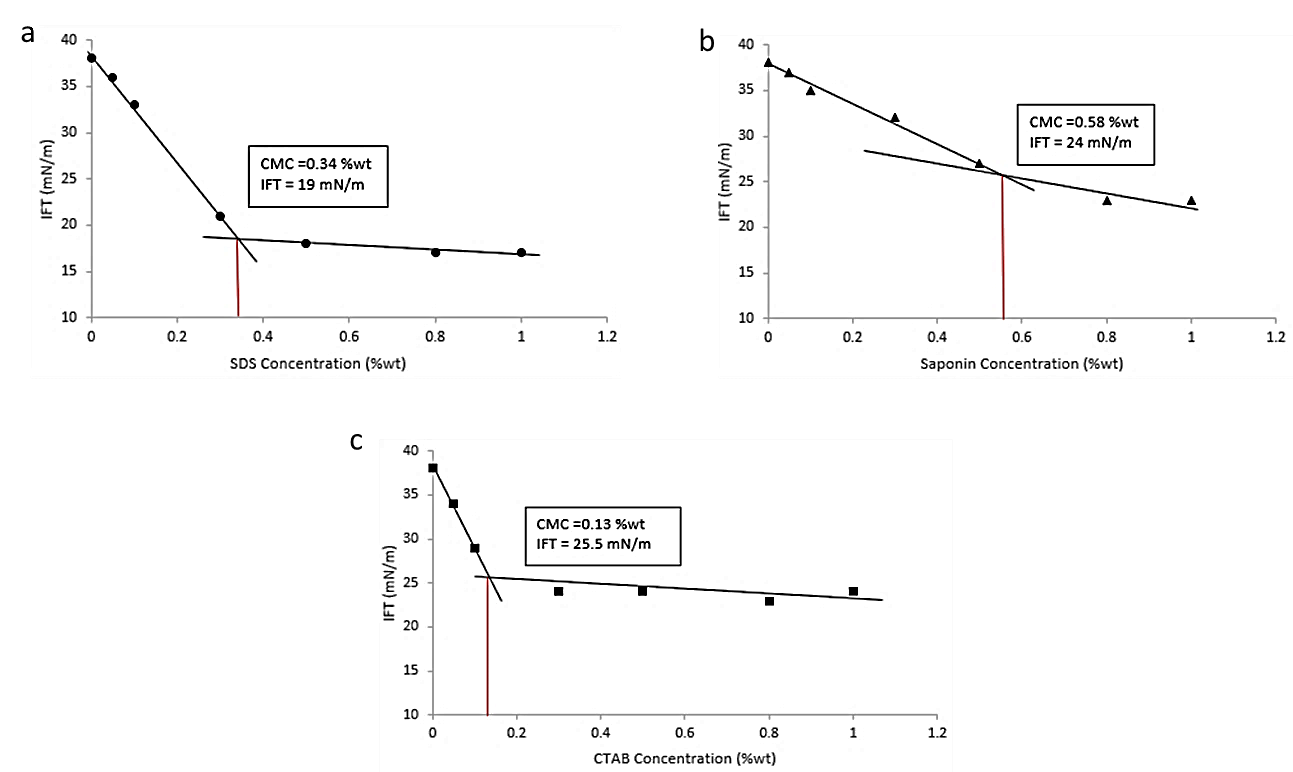 a
40
35
30
25
20
15
10
IFT (mN/m)
CMC =0.34 %wt
IFT = 19 mN/m
0
0.2
0.4
0.6
0.8
1
1.2
SDS Concentration (%wt)
b
40
35
30
25
20
15
10
IFT (mN/m)
CMC =0.58 %wt
IFT = 24 mN/m
0
0.2
0.4
0.6
0.8
1
1.2
Saponin Concentration (%wt)
c
40
35
30
25
20
15
10
IFT (mN/m)
CMC =0.13 %wt
IFT = 25.5 mN/m
0
0.2
0.4
0.6
0.8
1
1.2
CTAB Concentration (%wt)